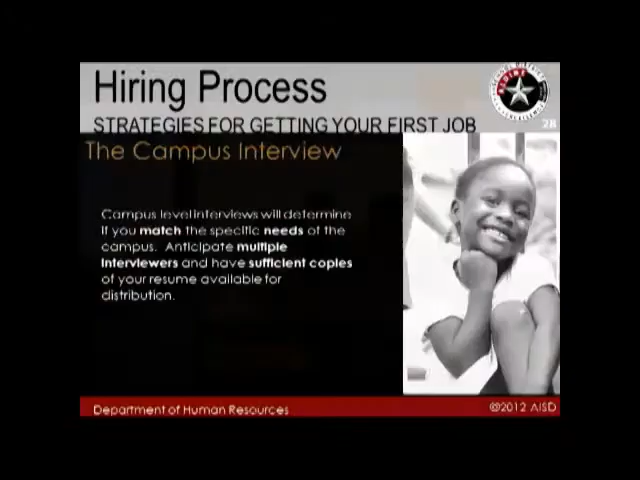 Hiring Process
STRATEGIES FOR GETTING YOUR FIRST JOB
28
The Campus Interview
Campus level interviews will determine
if you match the specific needs of the
campus. Anticipate multiple
interviewers and have sufficient copies
of your resume available for
distribution.
Department of Human Resources
©2012 AISD